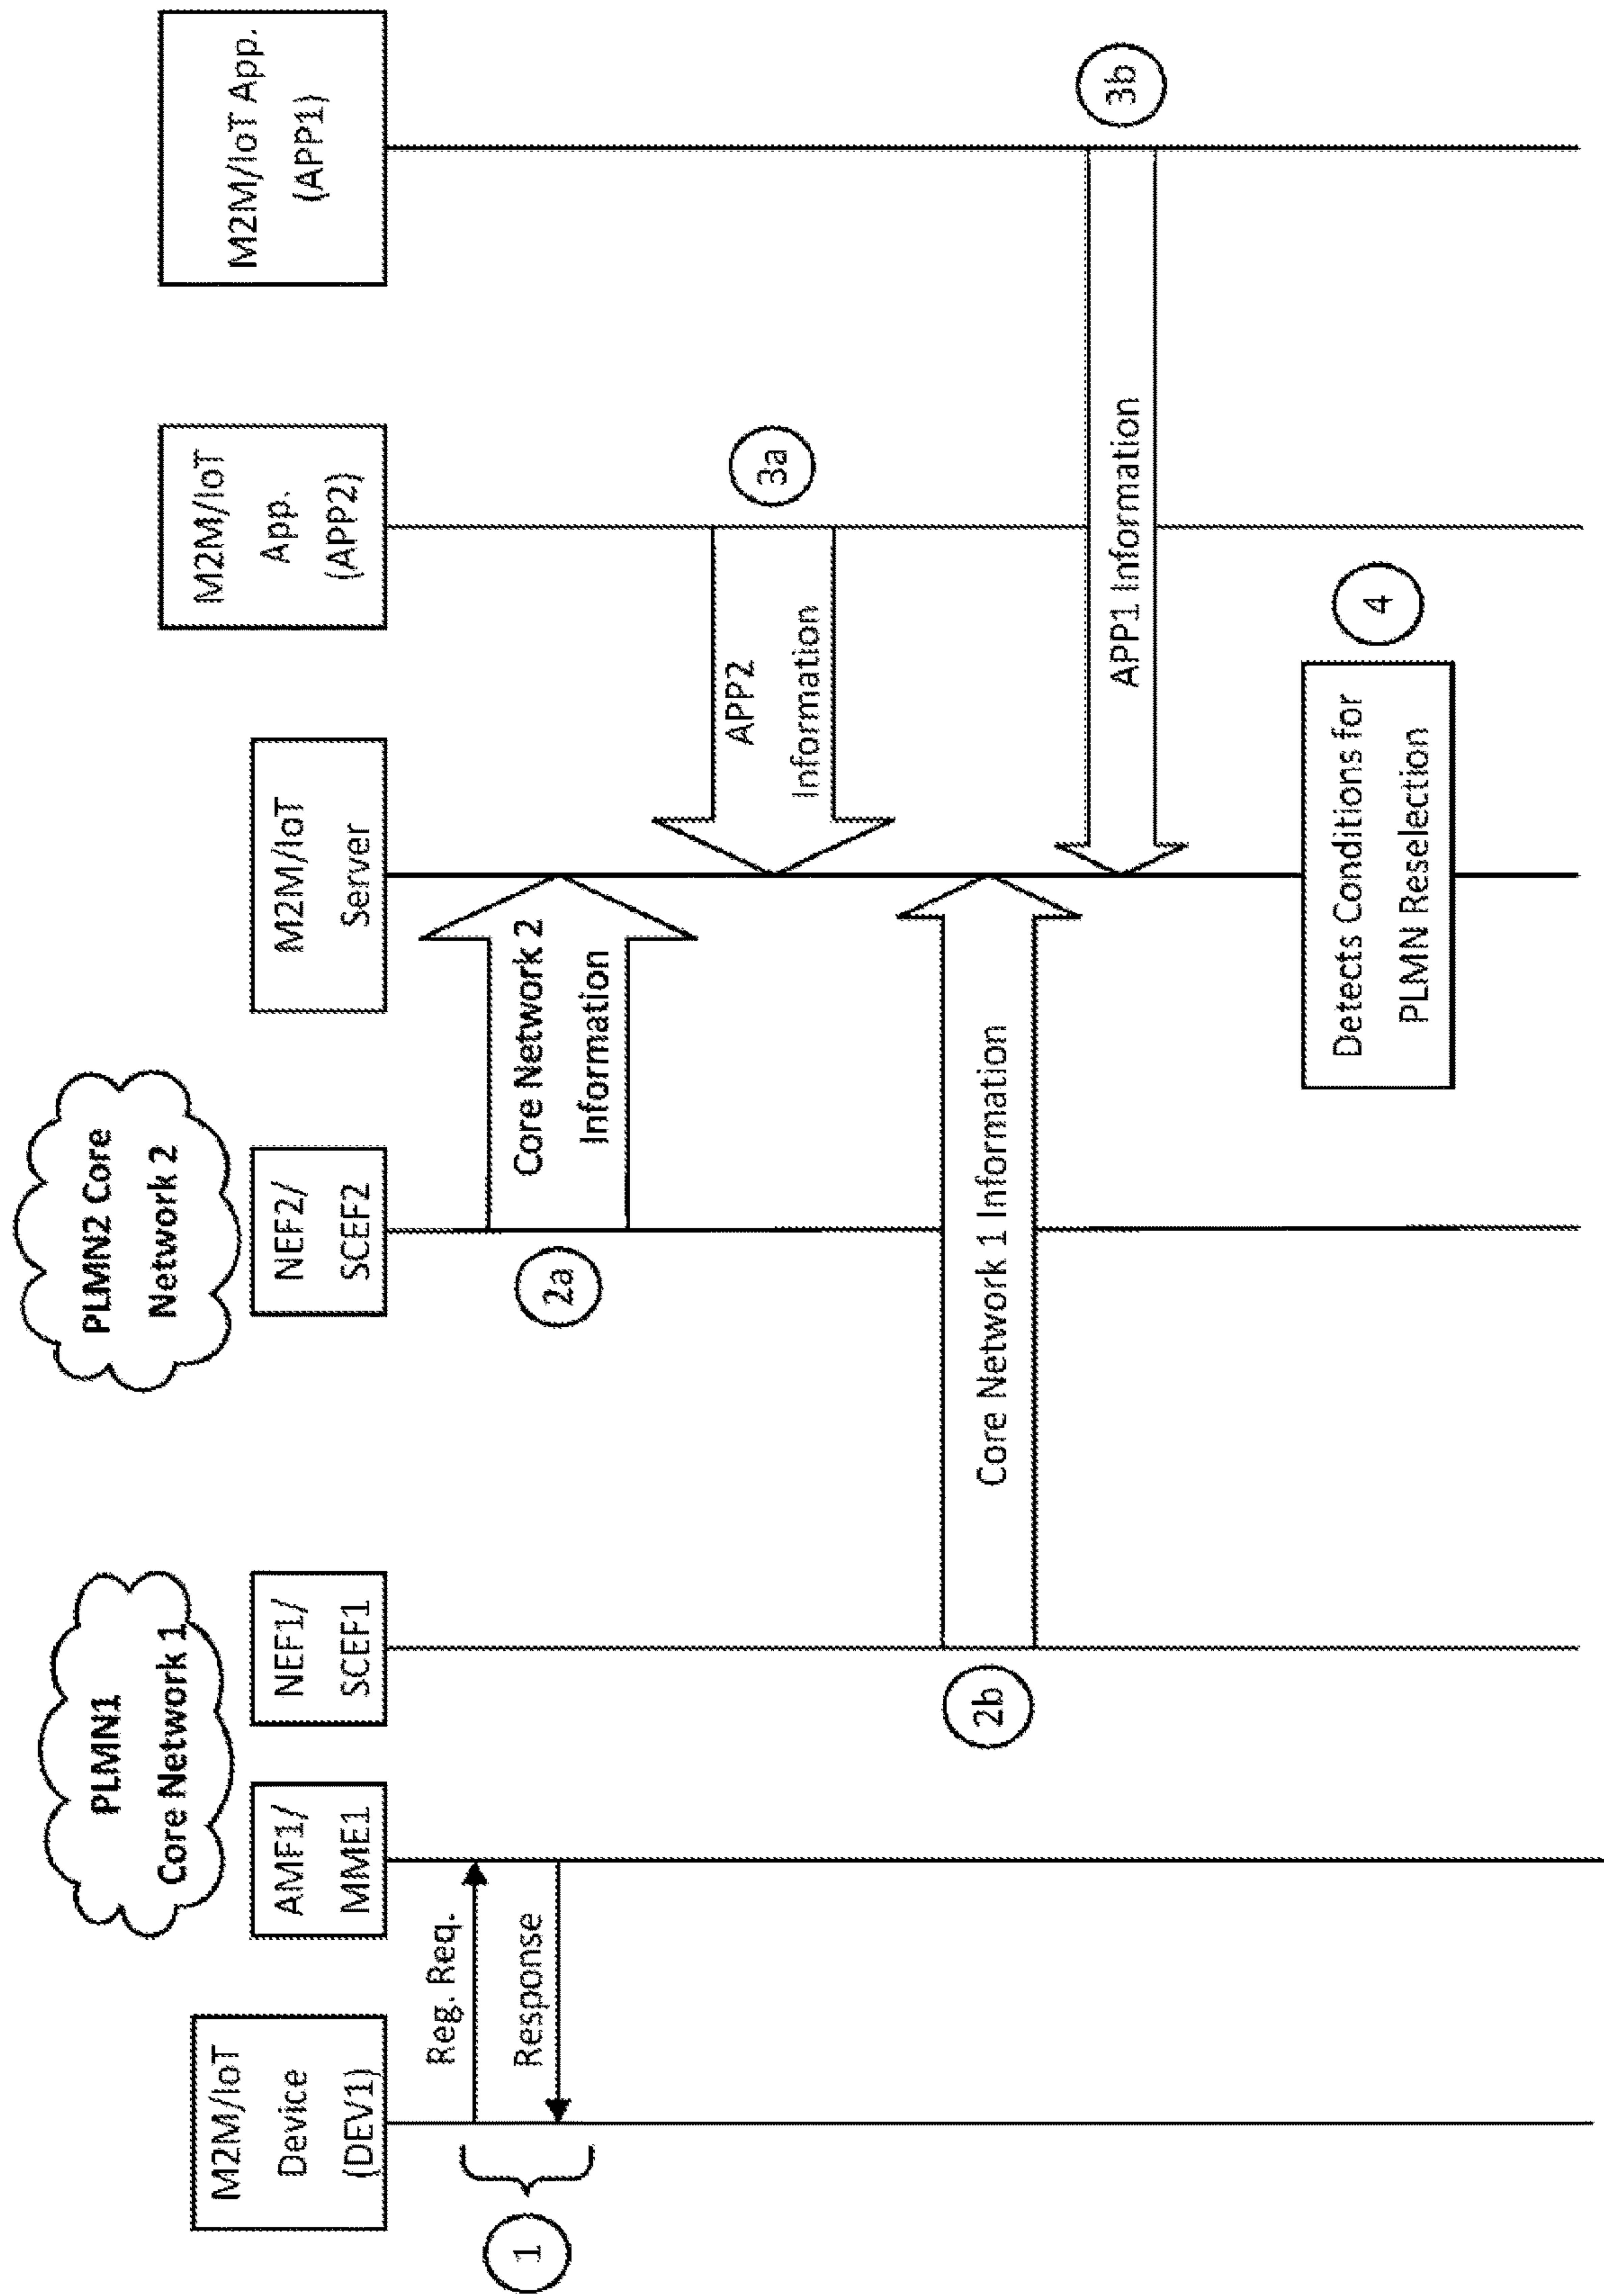 PLMN1
Core Network 1
PLMN2 Core
Network 2
M2M/IoT
Device
(DEV1)
AMF1/
MME1
NEF1/
SCEF1
NEF2/
SCEF2
M2M/IoT
Server
M2M/IoT
App.
(APP2)
M2M/IoT App.
(APP1)
1
Reg. Req.
Response
2a
Core Network 2
Information
APP2
Information
3a
2b
Core Network 1 Information
APP1 Information
3b
Detects Conditions for
PLMN Reselection
4